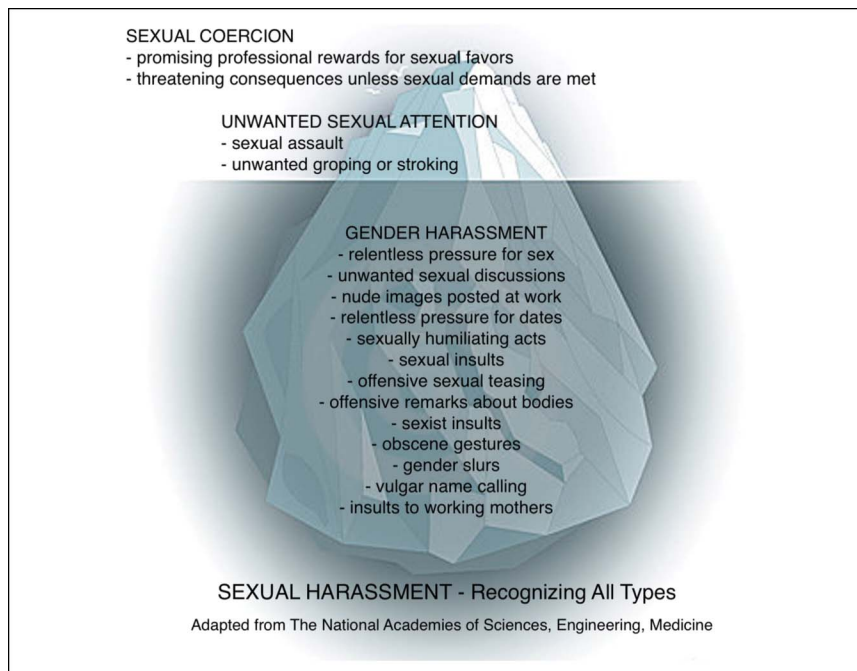 SEXUAL COERCION
- promising professional rewards for sexual favors
- threatening consequences unless sexual demands are met
UNWANTED SEXUAL ATTENTION
- sexual assault
- unwanted groping or stroking
GENDER HARASSMENT
- relentless pressure for sex
- unwanted sexual discussions
- nude images posted at work
- relentless pressure for dates
- sexually humiliating acts
- sexual insults
- offensive sexual teasing
- offensive remarks about bodies
- sexist insults
- obscene gestures
- gender slurs
- vulgar name calling
- insults to working mothers
SEXUAL HARASSMENT - Recognizing All Types
Adapted from The National Academies of Sciences, Engineering, Medicine